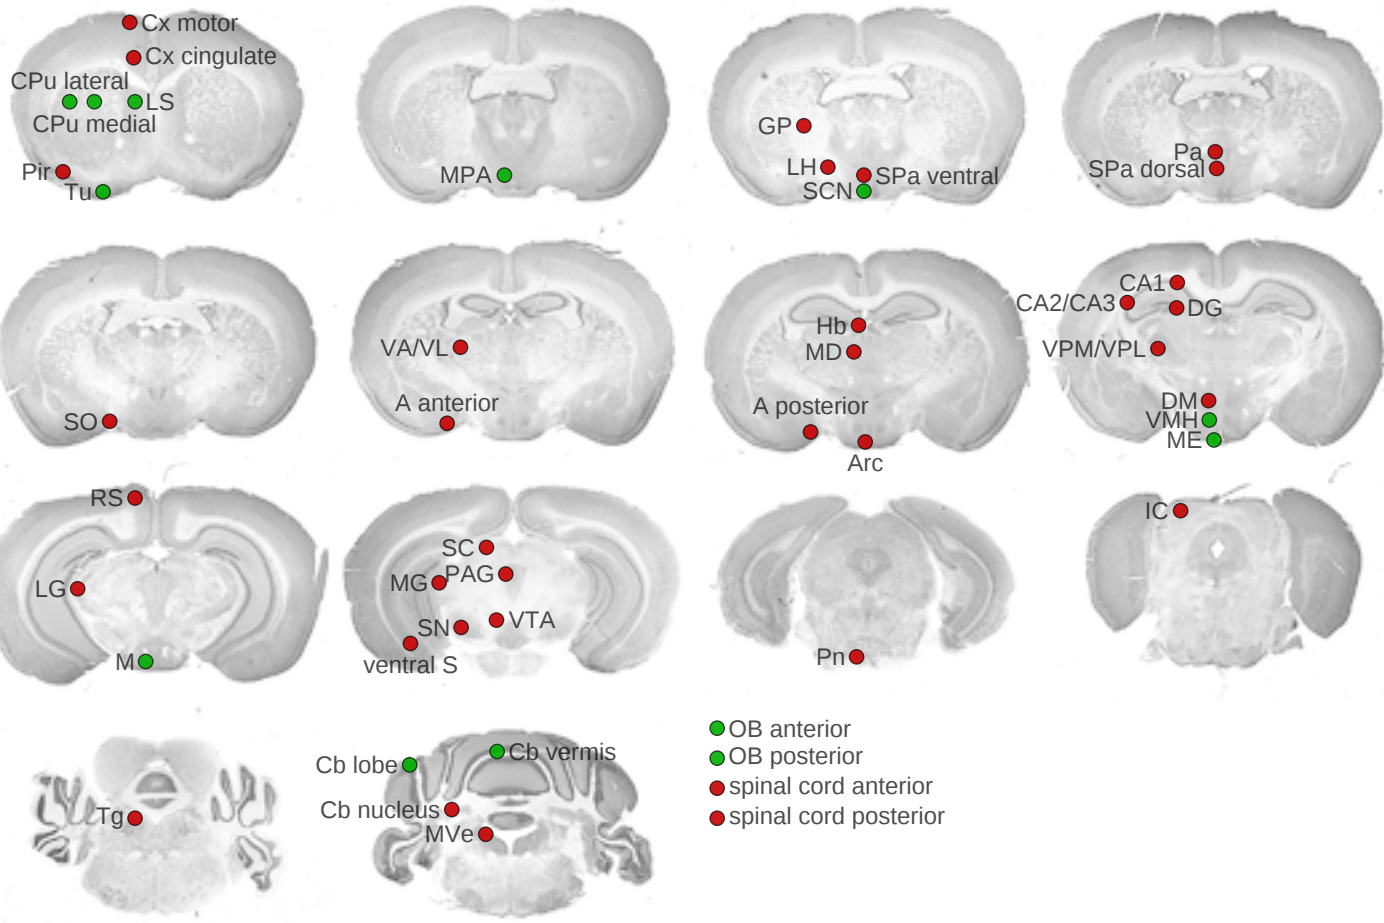 Cx motor
Cx cingulate
CPu lateral
LS
CPu medial
Pir
Tu
MPA
GP
LH
SPa ventral
SCN
Pa
SPa dorsal
SO
VA/VL
A anterior
Hb
MD
A posterior
Arc
CA1
CA2/CA3
DG
VPM/VPL
DM
VMH
ME
RS
LG
M
SC
MG
PAG
SN
VTA
ventral S
Pn
IC
Tg
Cb lobe
Cb vermis
Cb nucleus
MVe
OB anterior
OB posterior
spinal cord anterior
spinal cord posterior